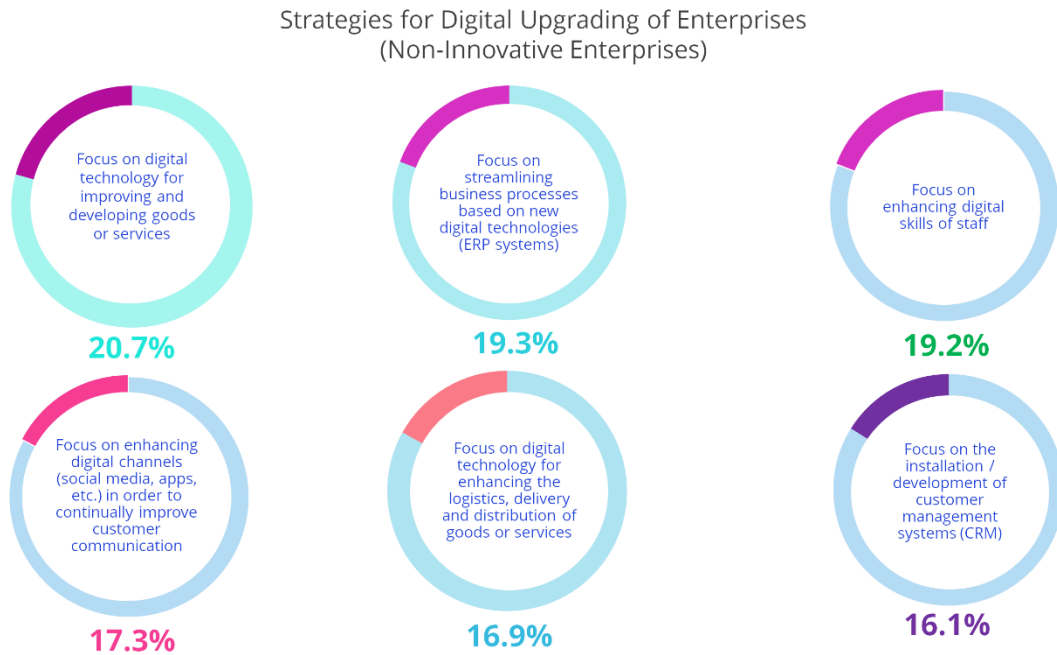 Strategies for Digital Upgrading of Enterprises
(Non-Innovative Enterprises)
Focus on digital
technology for
improving and
developing goods
or services
20.7%
Focus on
streamlining
business processes
based on new
digital technologies
(ERP systems)
19.3%
Focus on
enhancing digital
skills of staff
19.2%
Focus on enhancing
digital channels
(social media, apps,
etc.) in order to
continually improve
customer
communication
17.3%
Focus on digital
technology for
enhancing the
logistics, delivery
and distribution of
goods or services
16.9%
Focus on the
installation /
development of
customer
management
systems (CRM)
16.1%